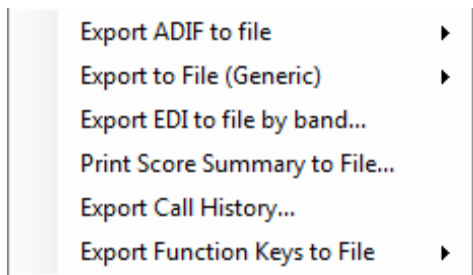 Export ADIF to file
Export to File (Generic)
Export EDI to file by band...
Print Score Summary to File...
Export Call History...
Export Function Keys to File